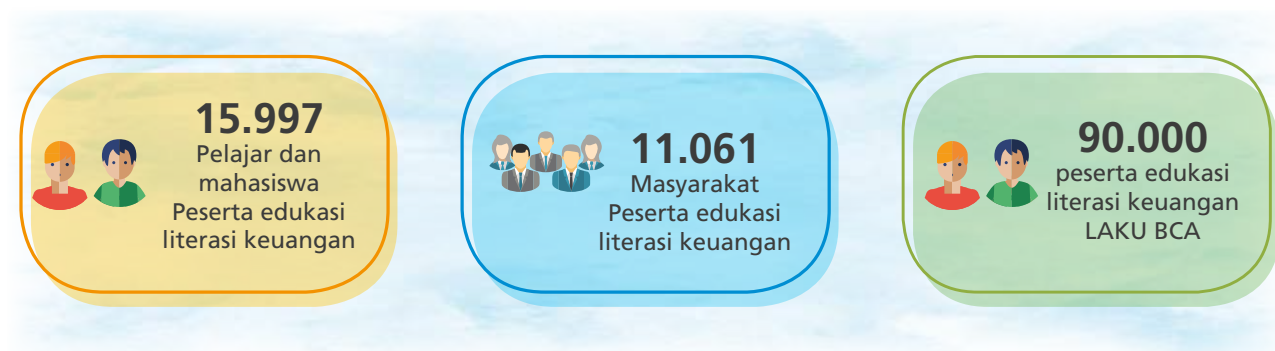 15.997
Pelajar dan
mahasiswa
Peserta edukasi
literasi keuangan
11.061
Masyarakat
Peserta edukasi
literasi keuangan
90.000
peserta edukasi
literasi keuangan
LAKU BCA